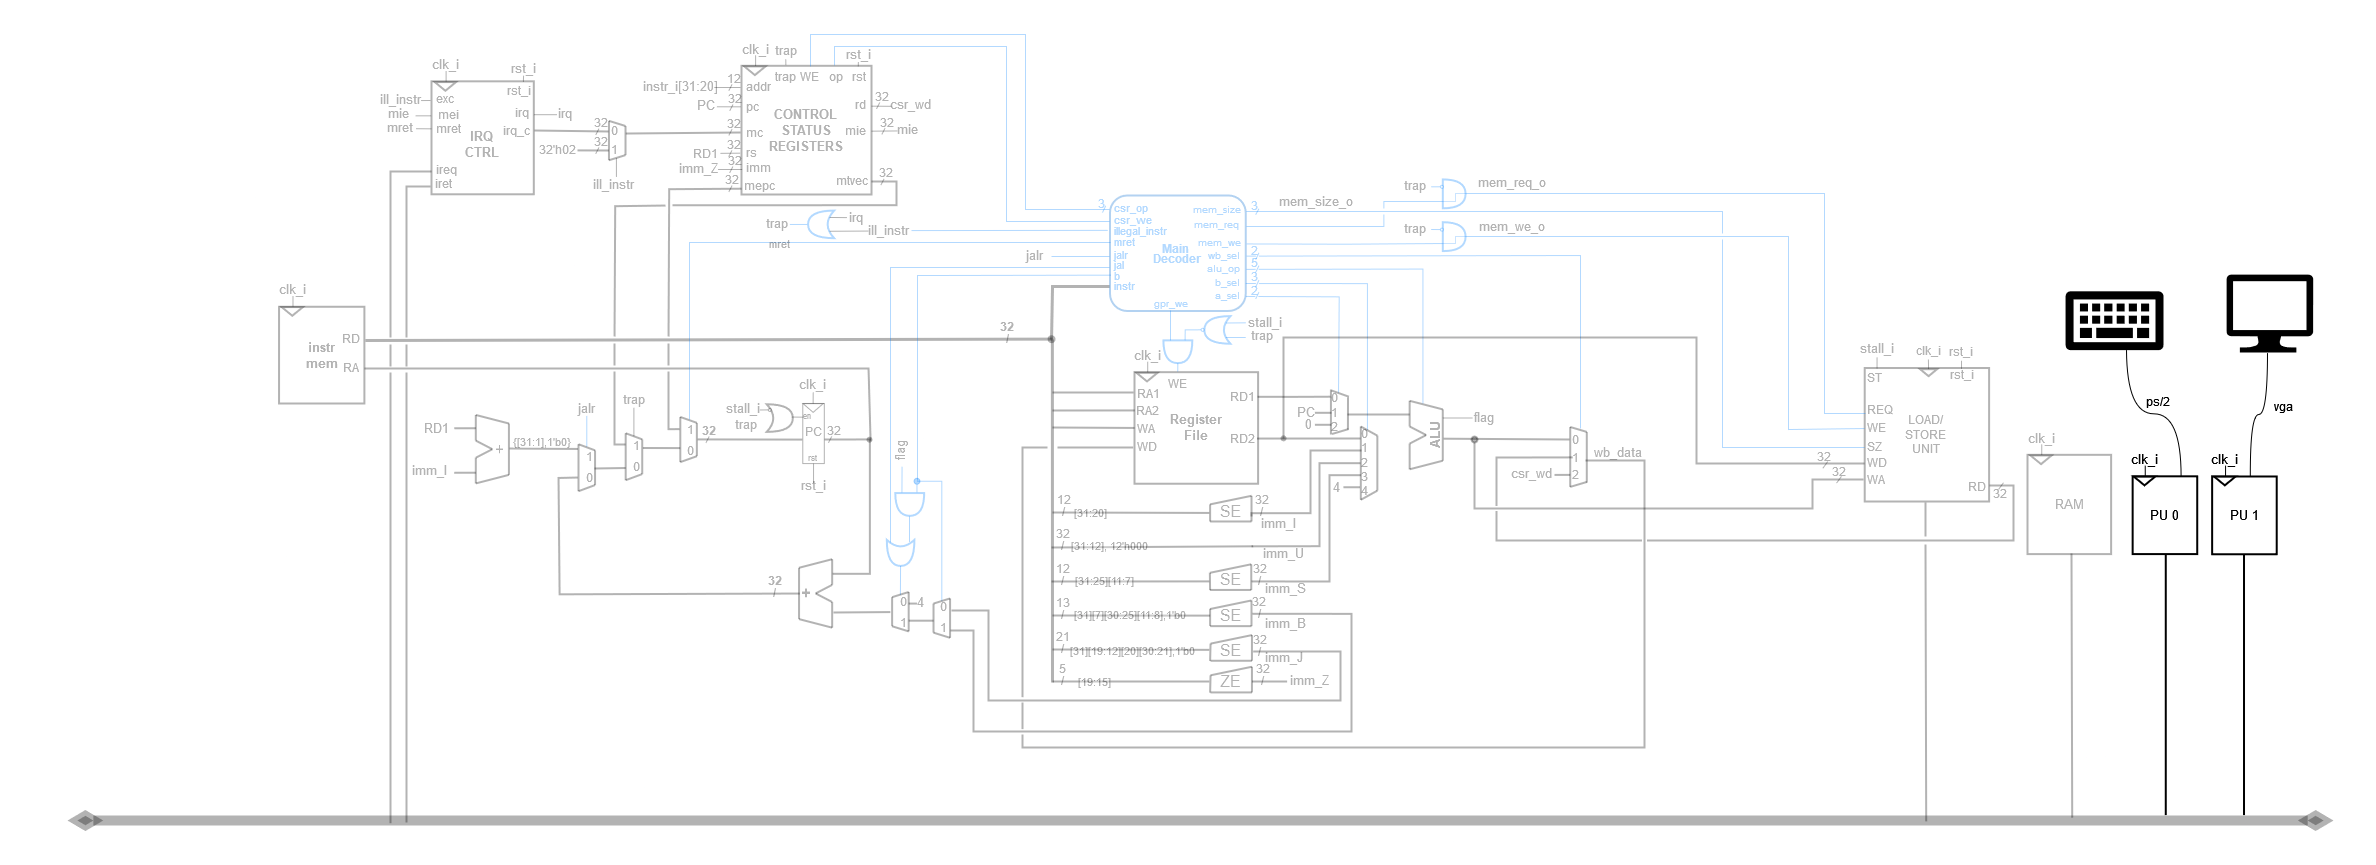 clk_i
rst_i
rst_i
ill_instr
exc
mie
mei
mret
mret
irq
irq
irq_c
IRQ
CTRL
ireq
iret
32
0
32'h02
32
1
ill_instr
clk_i
trap
rst_i
trap
WE
op
rst
instr_i[31:20]
12
addr
PC
32
pc
32
mc
RD1
32
rs
imm_Z
32
imm
32
mepc
CONTROL
STATUS
REGISTERS
rd
32
csr_wd
mie
32
mie
mtvec
32
trap
irq
ill_instr
mret
jalr
3
csr_op
csr_we
illegal_instr
mret
jalr
jal
b
instr
Main
Decoder
gpr_we
mem_size
mem_req
mem_we
wb_sel
alu_op
b_sel
a_sel
3
2
5
3
2
mem_size_o
trap
mem_req_o
trap
mem_we_o
clk_i
instr
mem
RD
RA
32
stall_i
trap
clk_i
WE
RA1
RA2
WA
WD
Register
File
RD1
RD2
PC
0
0
1
2
0
1
2
3
4
4
ALU
flag
csr_wd
0
1
2
wb_data
RD1
imm_I
+
{[31:1],1'b0}
jalr
1
0
trap
1
0
1
0
32
stall_i
trap
clk_i
en
PC
rst
rst_i
32
flag
32
+
0
1
4
0
1
12
[31:20]
SE
32
imm_I
32
[31:12], 12'h000
imm_U
12
[31:25][11:7]
SE
32
imm_S
13
[31][7][30:25][11:8],1'b0
SE
32
imm_B
21
[31][19:12][20][30:21],1'b0
SE
32
imm_J
5
[19:15]
ZE
32
imm_Z
stall_i
clk_i
rst_i
ST
rst_i
REQ
WE
SZ
WD
WA
32
32
LOAD/
STORE
UNIT
RD
32
clk_i
RAM
ps/2
vga
clk_i
PU 0
clk_i
PU 1